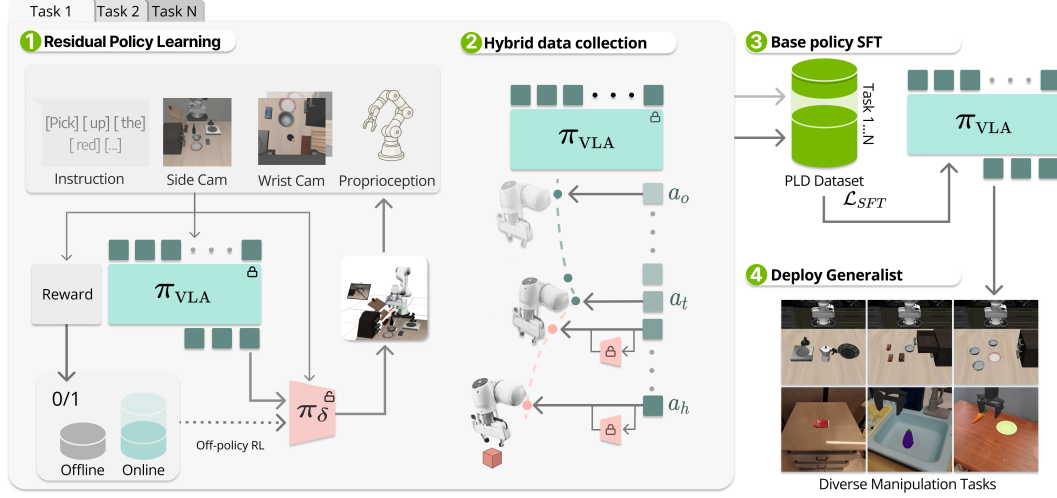 Task 1 Task 2 Task N
1 Residual Policy Learning
[Pick] [ up] [ the]
[ red] [...]
Instruction
Side Cam
Wrist Cam
Proprioception
Reward
π_VLA
0/1
Offline
Online
Off-policy RL
π_δ
2 Hybrid data collection
π_VLA
a_o
a_t
a_h
3 Base policy SFT
Task 1...N
PLD Dataset
ℒ_SFT
π_VLA
4 Deploy Generalist
Diverse Manipulation Tasks